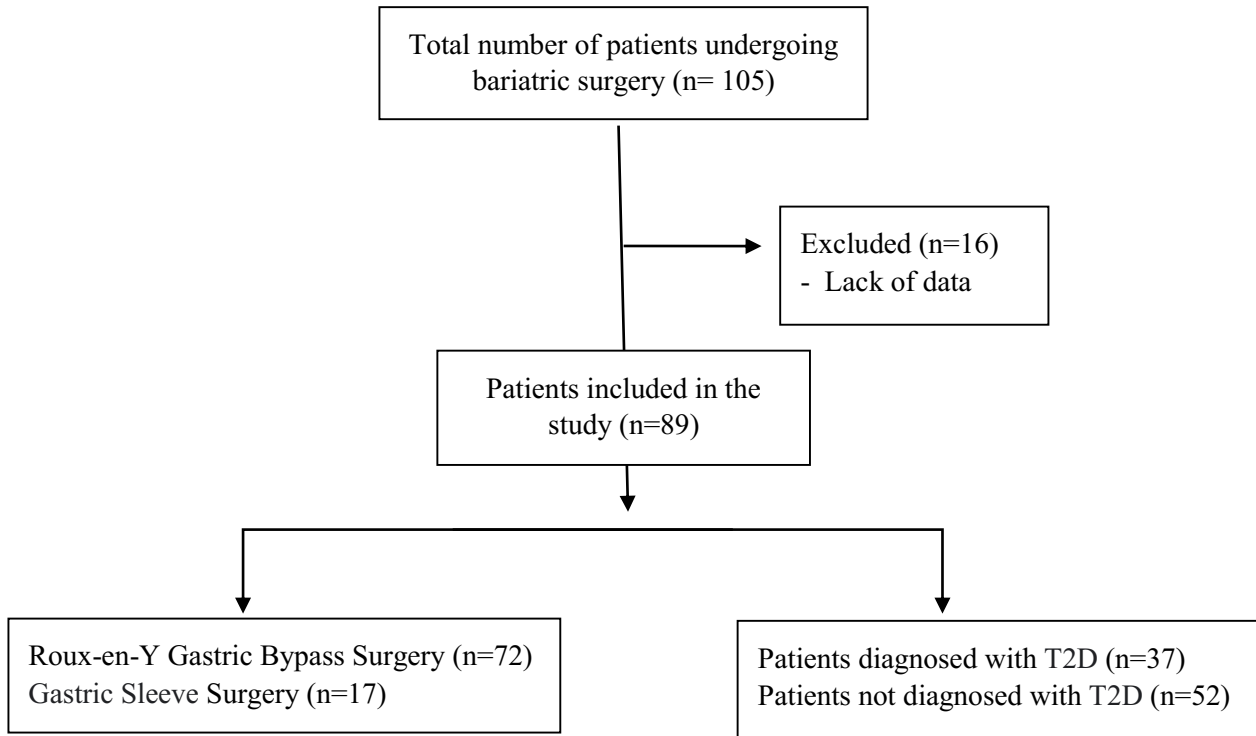 Total number of patients undergoing
bariatric surgery (n= 105)
Excluded (n=16)
- Lack of data
Patients included in the
study (n=89)
Roux-en-Y Gastric Bypass Surgery (n=72)
Gastric Sleeve Surgery (n=17)
Patients diagnosed with T2D (n=37)
Patients not diagnosed with T2D (n=52)